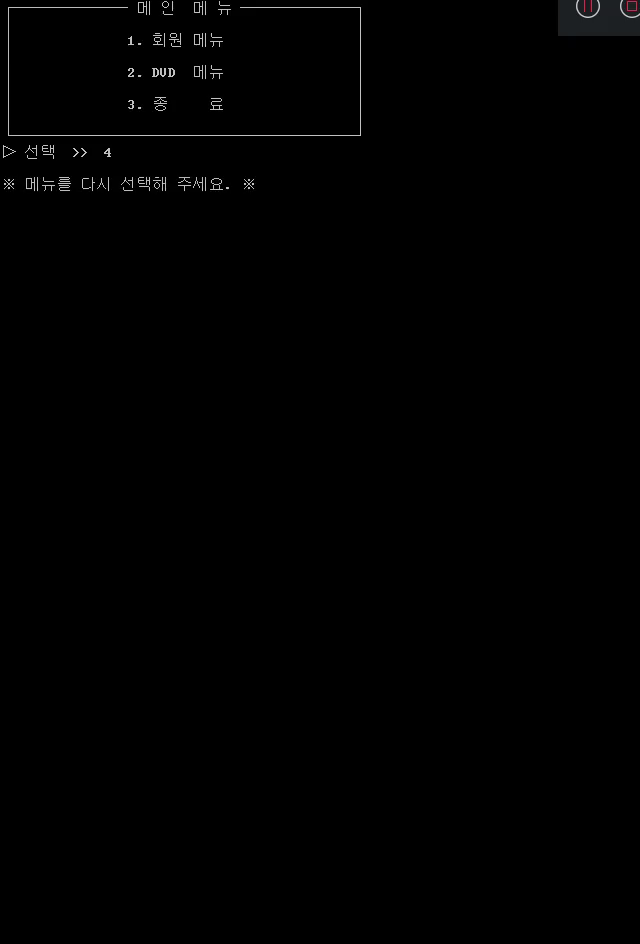 메 인 메 뉴
1. 회원 메뉴
2. DVD 메뉴
3. 종 료
▷ 선택 >> 4
※ 메뉴를 다시 선택해 주세요. ※